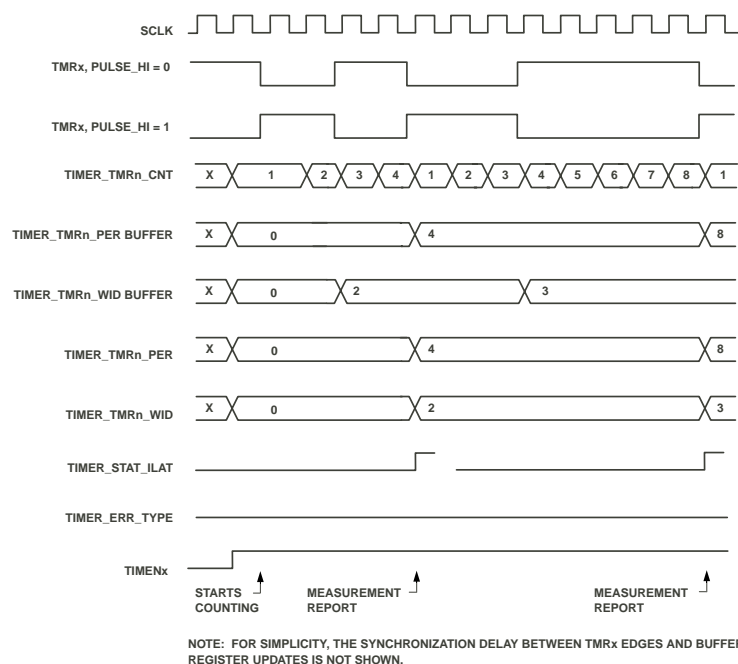 SCLK
TMRx, PULSE_HI = 0
TMRx, PULSE_HI = 1
TIMER_TMRn_CNT X 1 2 3 4 1 2 3 4 5 6 7 8 1
TIMER_TMRn_PER BUFFER X 0 4 8
TIMER_TMRn_WID BUFFER X 0 2 3
TIMER_TMRn_PER X 0 4 8
TIMER_TMRn_WID X 0 2 3
TIMER_STAT_ILAT
TIMER_ERR_TYPE
TIMENx
STARTS COUNTING
MEASUREMENT REPORT
MEASUREMENT REPORT
NOTE: FOR SIMPLICITY, THE SYNCHRONIZATION DELAY BETWEEN TMRx EDGES AND BUFFER
REGISTER UPDATES IS NOT SHOWN.